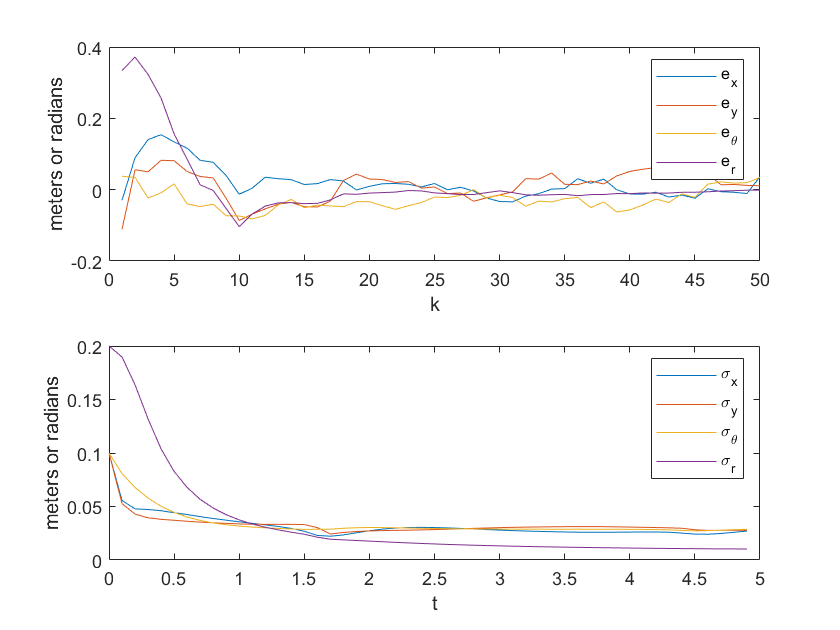 0.4
0.2
0
-0.2
meters or radians
0 5 10 15 20 25 30 35 40 45 50
k
e_x
e_y
e_θ
e_r
0.2
0.15
0.1
0.05
0
meters or radians
0 0.5 1 1.5 2 2.5 3 3.5 4 4.5 5
t
σ_x
σ_y
σ_θ
σ_r